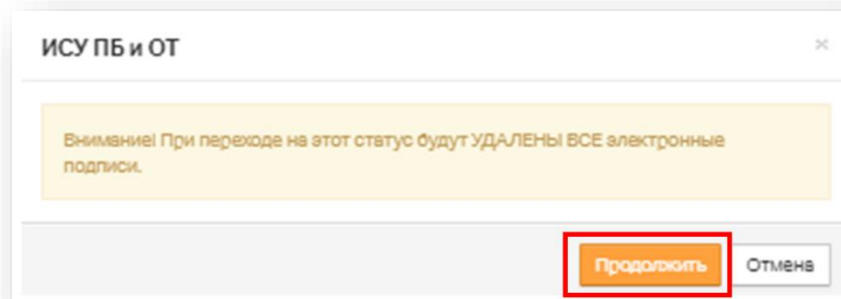 ИСУ ПБ и ОТ
×
Внимание! При переходе на этот статус будут УДАЛЕНЫ ВСЕ электронные
подписи.
Продолжить Отмена